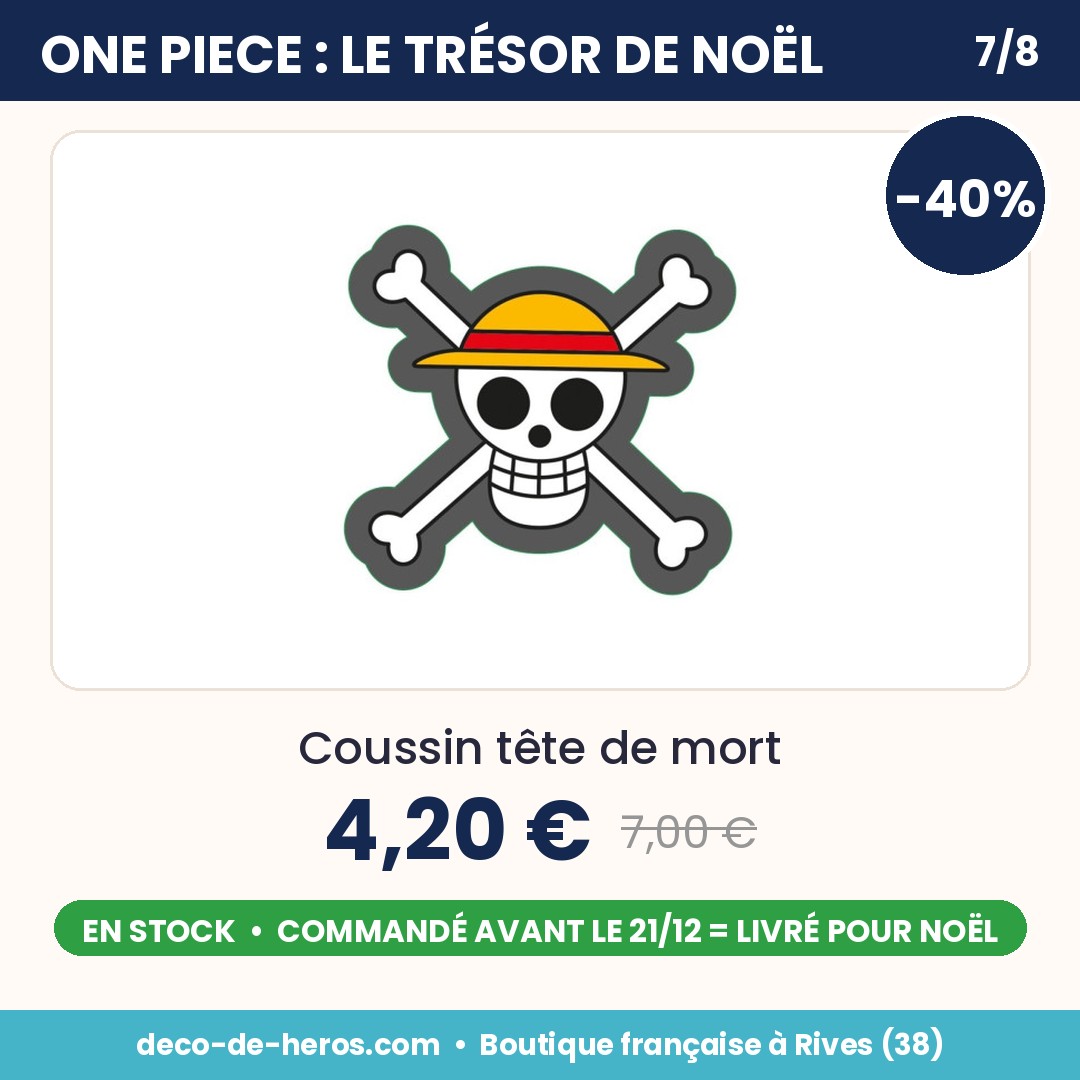 ONE PIECE : LE TRÉSOR DE NOËL
7/8
-40%
Coussin tête de mort
4,20 € 7,00 €
EN STOCK • COMMANDÉ AVANT LE 21/12 = LIVRÉ POUR NOËL
deco-de-heros.com • Boutique française à Rives (38)